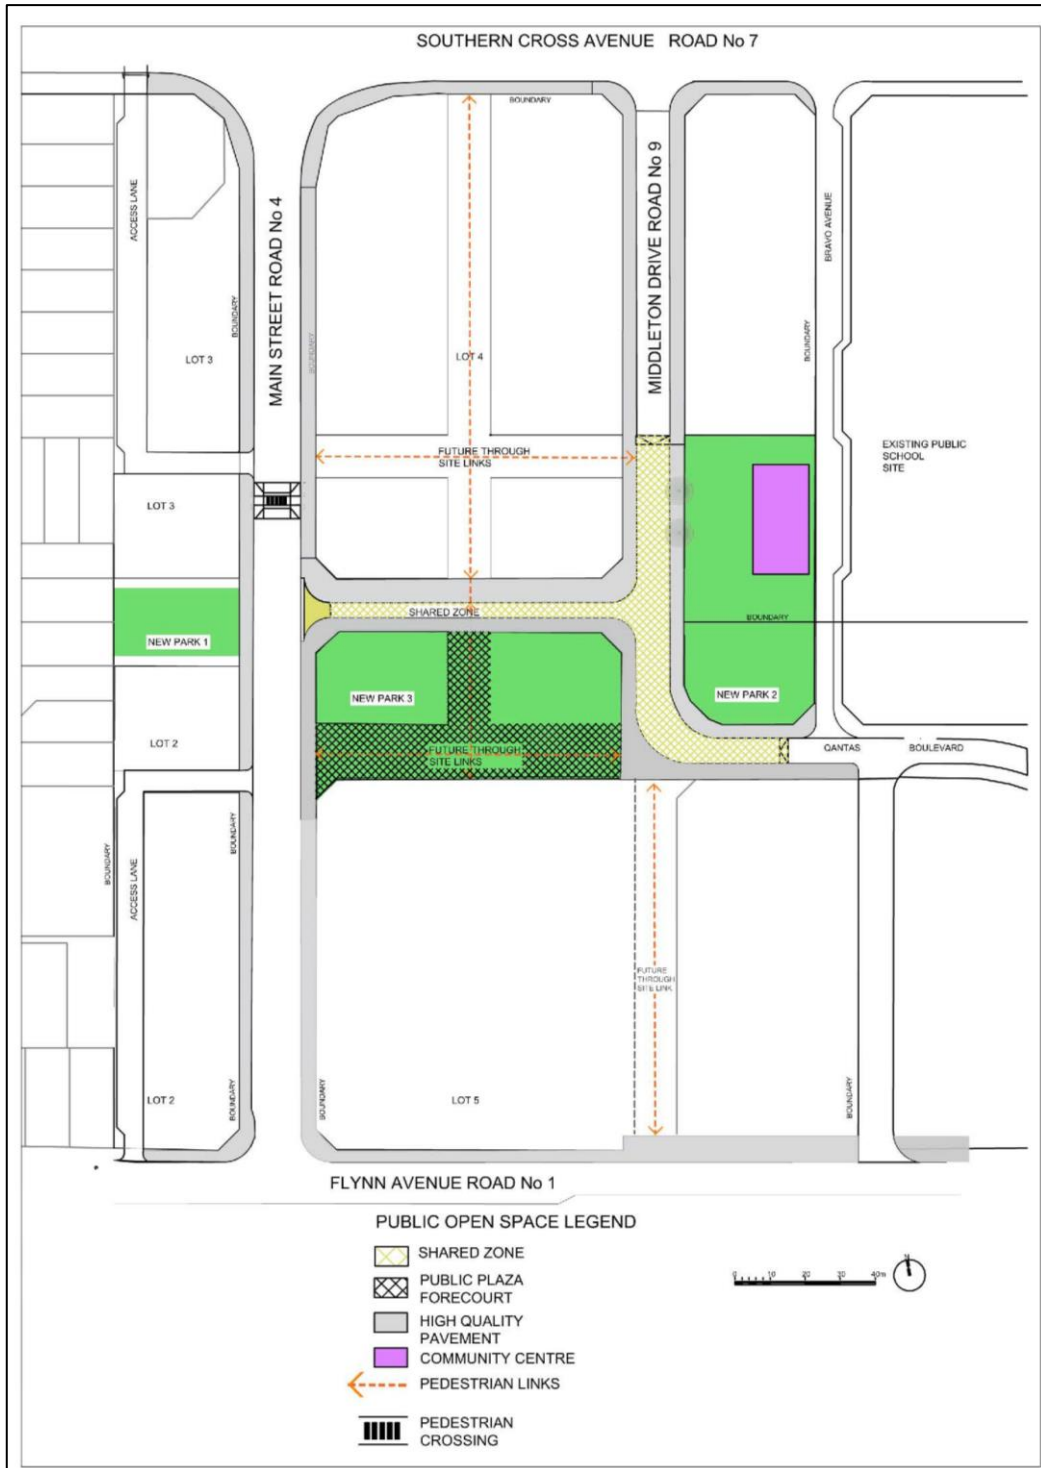 SOUTHERN CROSS AVENUE ROAD No 7
BOUNDARY
ACCESS LANE
MAIN STREET ROAD No 4
MIDDLETON DRIVE ROAD No 9
BRAVO AVENUE
BOUNDARY
BOUNDARY
BOUNDARY
LOT 3
LOT 4
FUTURE THROUGH
SITE LINKS
EXISTING PUBLIC
SCHOOL
SITE
LOT 3
SHARED ZONE
BOUNDARY
NEW PARK 1
NEW PARK 3
NEW PARK 2
LOT 2
FUTURE THROUGH
SITE LINKS
QANTAS BOULEVARD
BOUNDARY
BOUNDARY
ACCESS LANE
FUTURE
THROUGH
SITE LINK
BOUNDARY
BOUNDARY
BOUNDARY
LOT 2
LOT 5
FLYNN AVENUE ROAD No 1
PUBLIC OPEN SPACE LEGEND
SHARED ZONE
PUBLIC PLAZA
FORECOURT
HIGH QUALITY
PAVEMENT
COMMUNITY CENTRE
PEDESTRIAN LINKS
PEDESTRIAN
CROSSING
0 10 20 30 40m
N